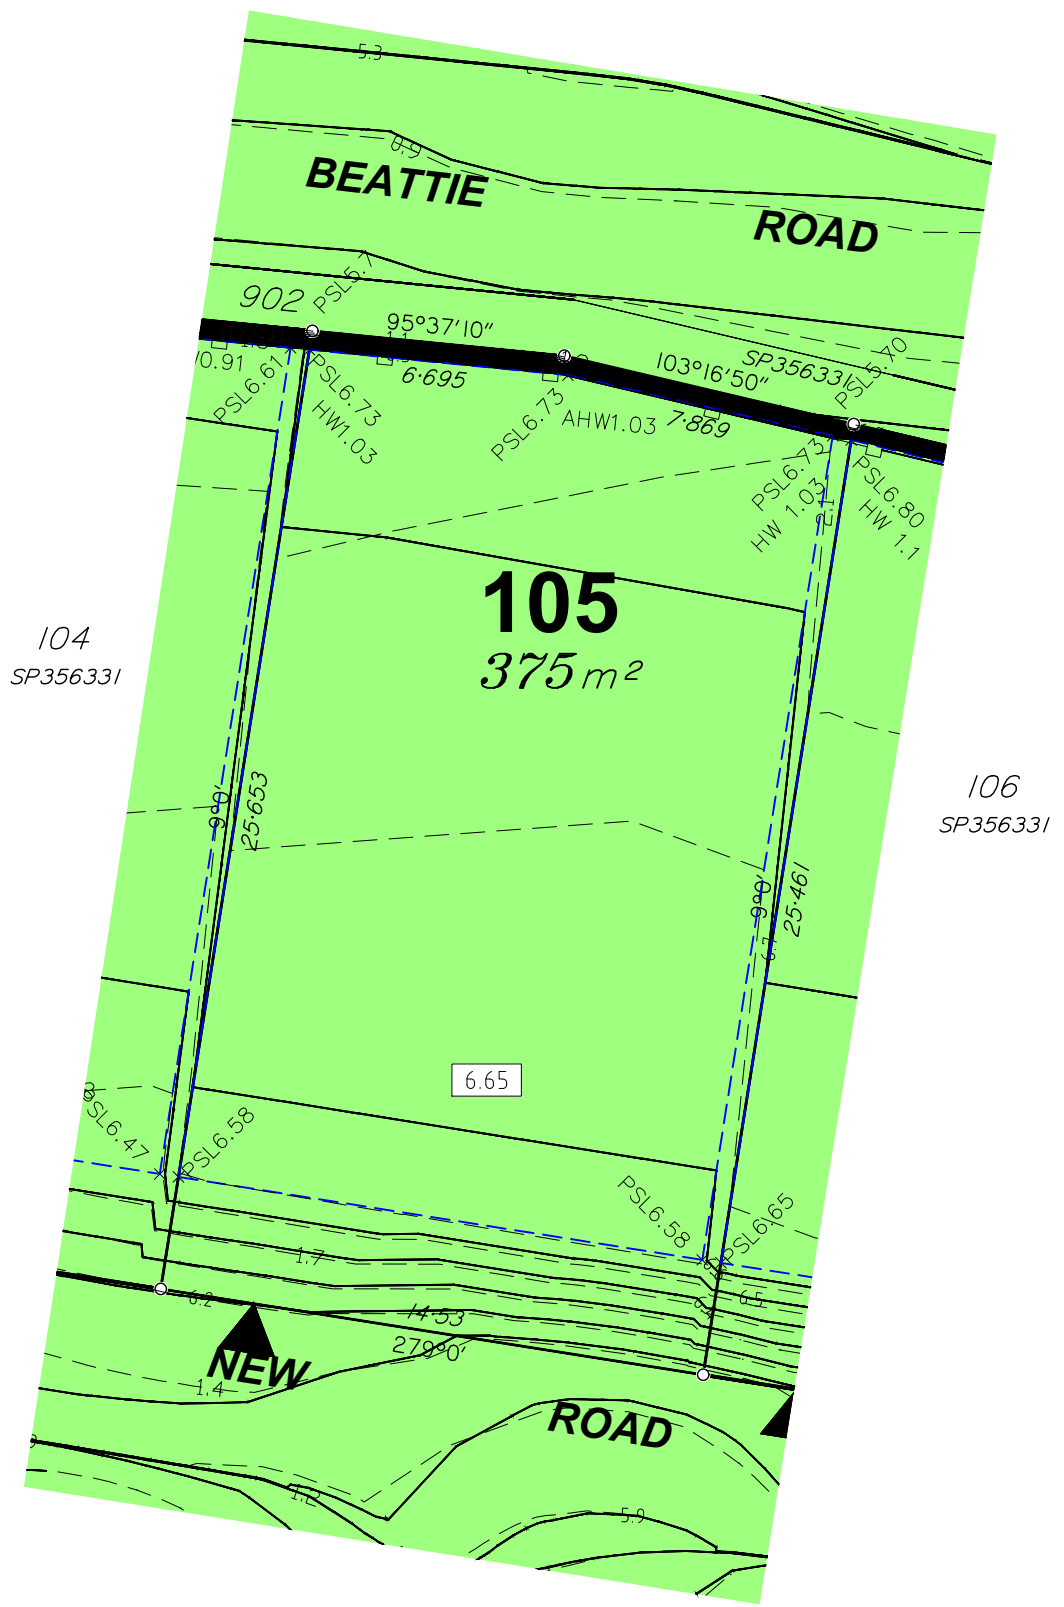 5.3
0.9
BEATTIE ROAD
902
PSL5.7
95°37'10"
6·695
103°16'50"
SP356331
PSL5.70
7·869
0.91
PSL6.61
PSL6.73
HW1.03
PSL6.73
AHW1.03
PSL6.73
HW 1.03
PSL6.80
HW 1.1
2.1
105
375 m²
104
SP356331
106
SP356331
9°0'
25·653
9°0'
25·461
6.65
PSL6.47
PSL6.58
PSL6.58
PSL6.65
1.7
6.2
6.5
14·53
279°0'
NEW ROAD
1.4
1.2
5.9